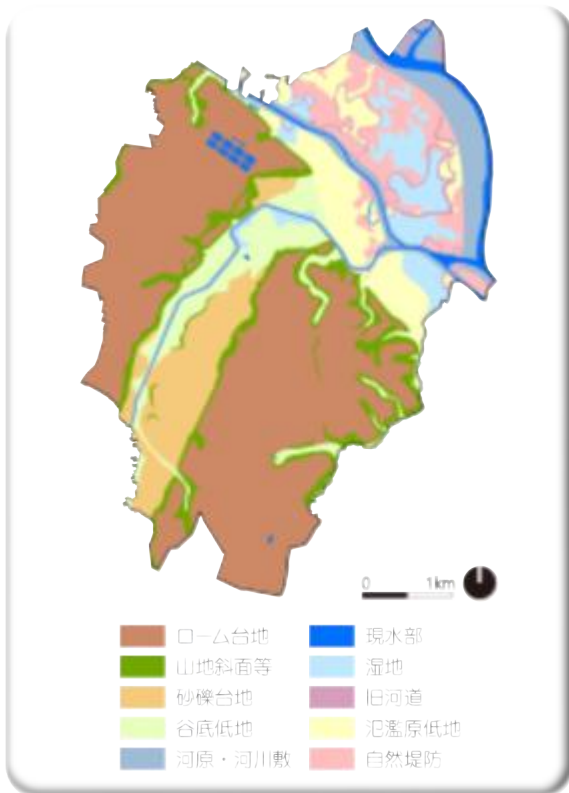 0 1km
ローム台地
山地斜面等
砂礫台地
谷底低地
河原・河川敷
現水部
湿地
旧河道
氾濫原低地
自然堤防